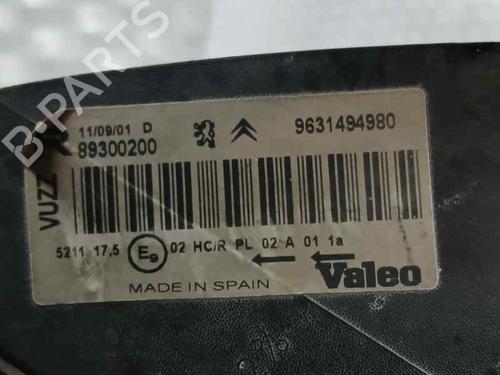 11/09/01 D
89300200
9631494980
VUZZ
5211 17,5 E9 02 HC/R PL 02 A 01 1a
Valeo
MADE IN SPAIN
B-PARTS